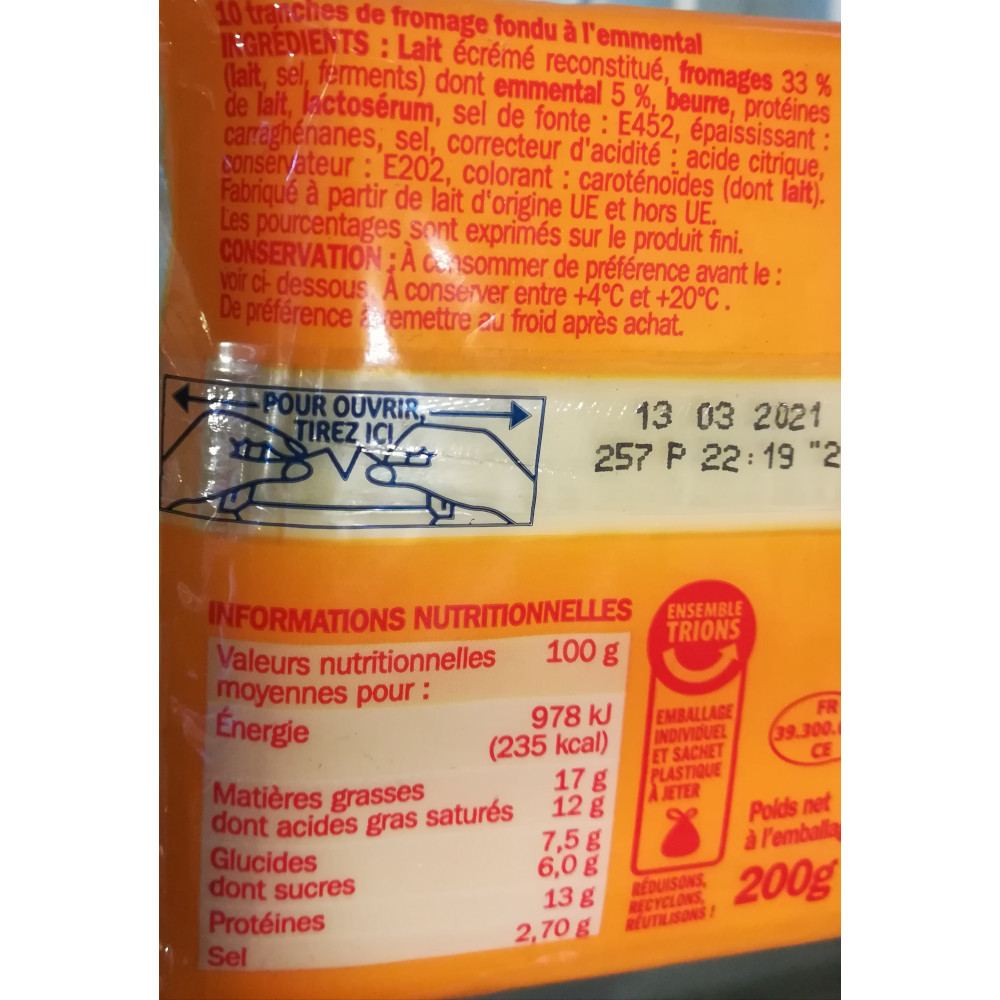 10 tranches de fromage fondu à l'emmental
INGRÉDIENTS : Lait écrémé reconstitué, fromages 33 %
(lait, sel, ferments) dont emmental 5 %, beurre, protéines
de lait, lactosérum, sel de fonte : E452, épaississant :
carraghénanes, sel, correcteur d'acidité : acide citrique,
conservateur : E202, colorant : caroténoïdes (dont lait).
Fabriqué à partir de lait d'origine UE et hors UE.
Les pourcentages sont exprimés sur le produit fini.
CONSERVATION : À consommer de préférence avant le :
voir ci- dessous. À conserver entre +4°C et +20°C.
De préférence à remettre au froid après achat.
POUR OUVRIR,
TIREZ ICI
13 03 2021
257 P 22:19 "2
INFORMATIONS NUTRITIONNELLES
Valeurs nutritionnelles 100 g
moyennes pour :
Énergie 978 kJ
(235 kcal)
Matières grasses 17 g
dont acides gras saturés 12 g
Glucides 7,5 g
dont sucres 6,0 g
Protéines 13 g
Sel 2,70 g
ENSEMBLE
TRIONS
EMBALLAGE
INDIVIDUEL
ET SACHET
PLASTIQUE
À JETER
RÉDUISONS,
RECYCLONS,
RÉUTILISONS !
FR
39.300.
CE
Poids net
à l'emballa
200g